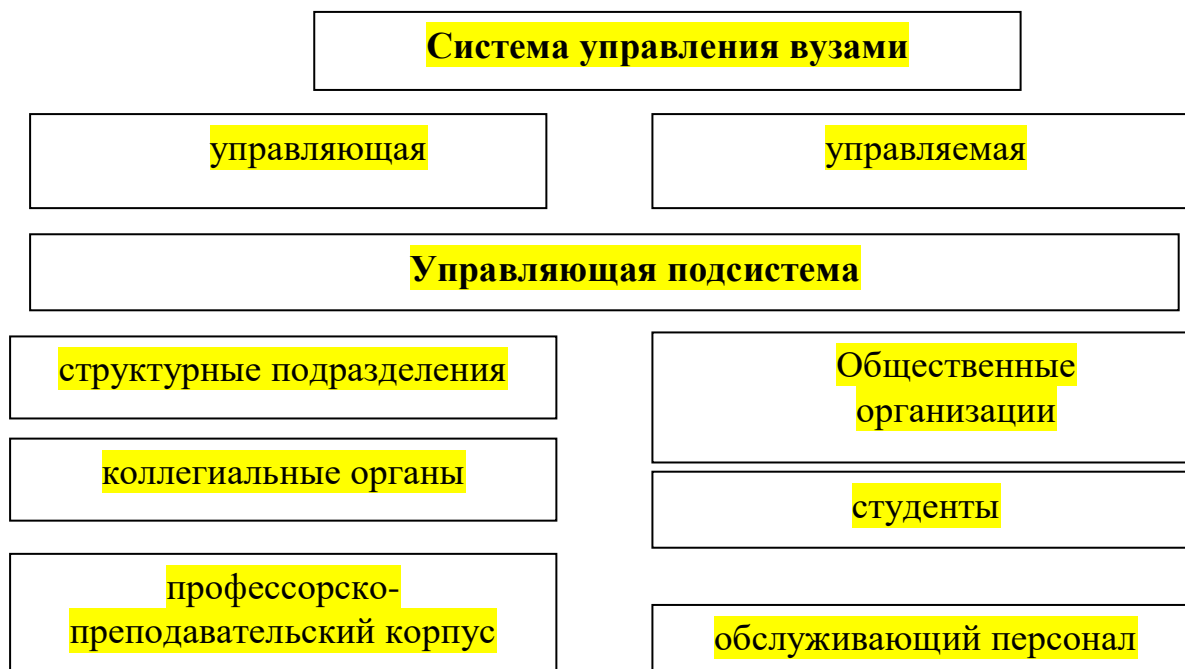 Система управления вузами
управляющая
управляемая
Управляющая подсистема
структурные подразделения
Общественные
организации
коллегиальные органы
студенты
профессорско-
преподавательский корпус
обслуживающий персонал